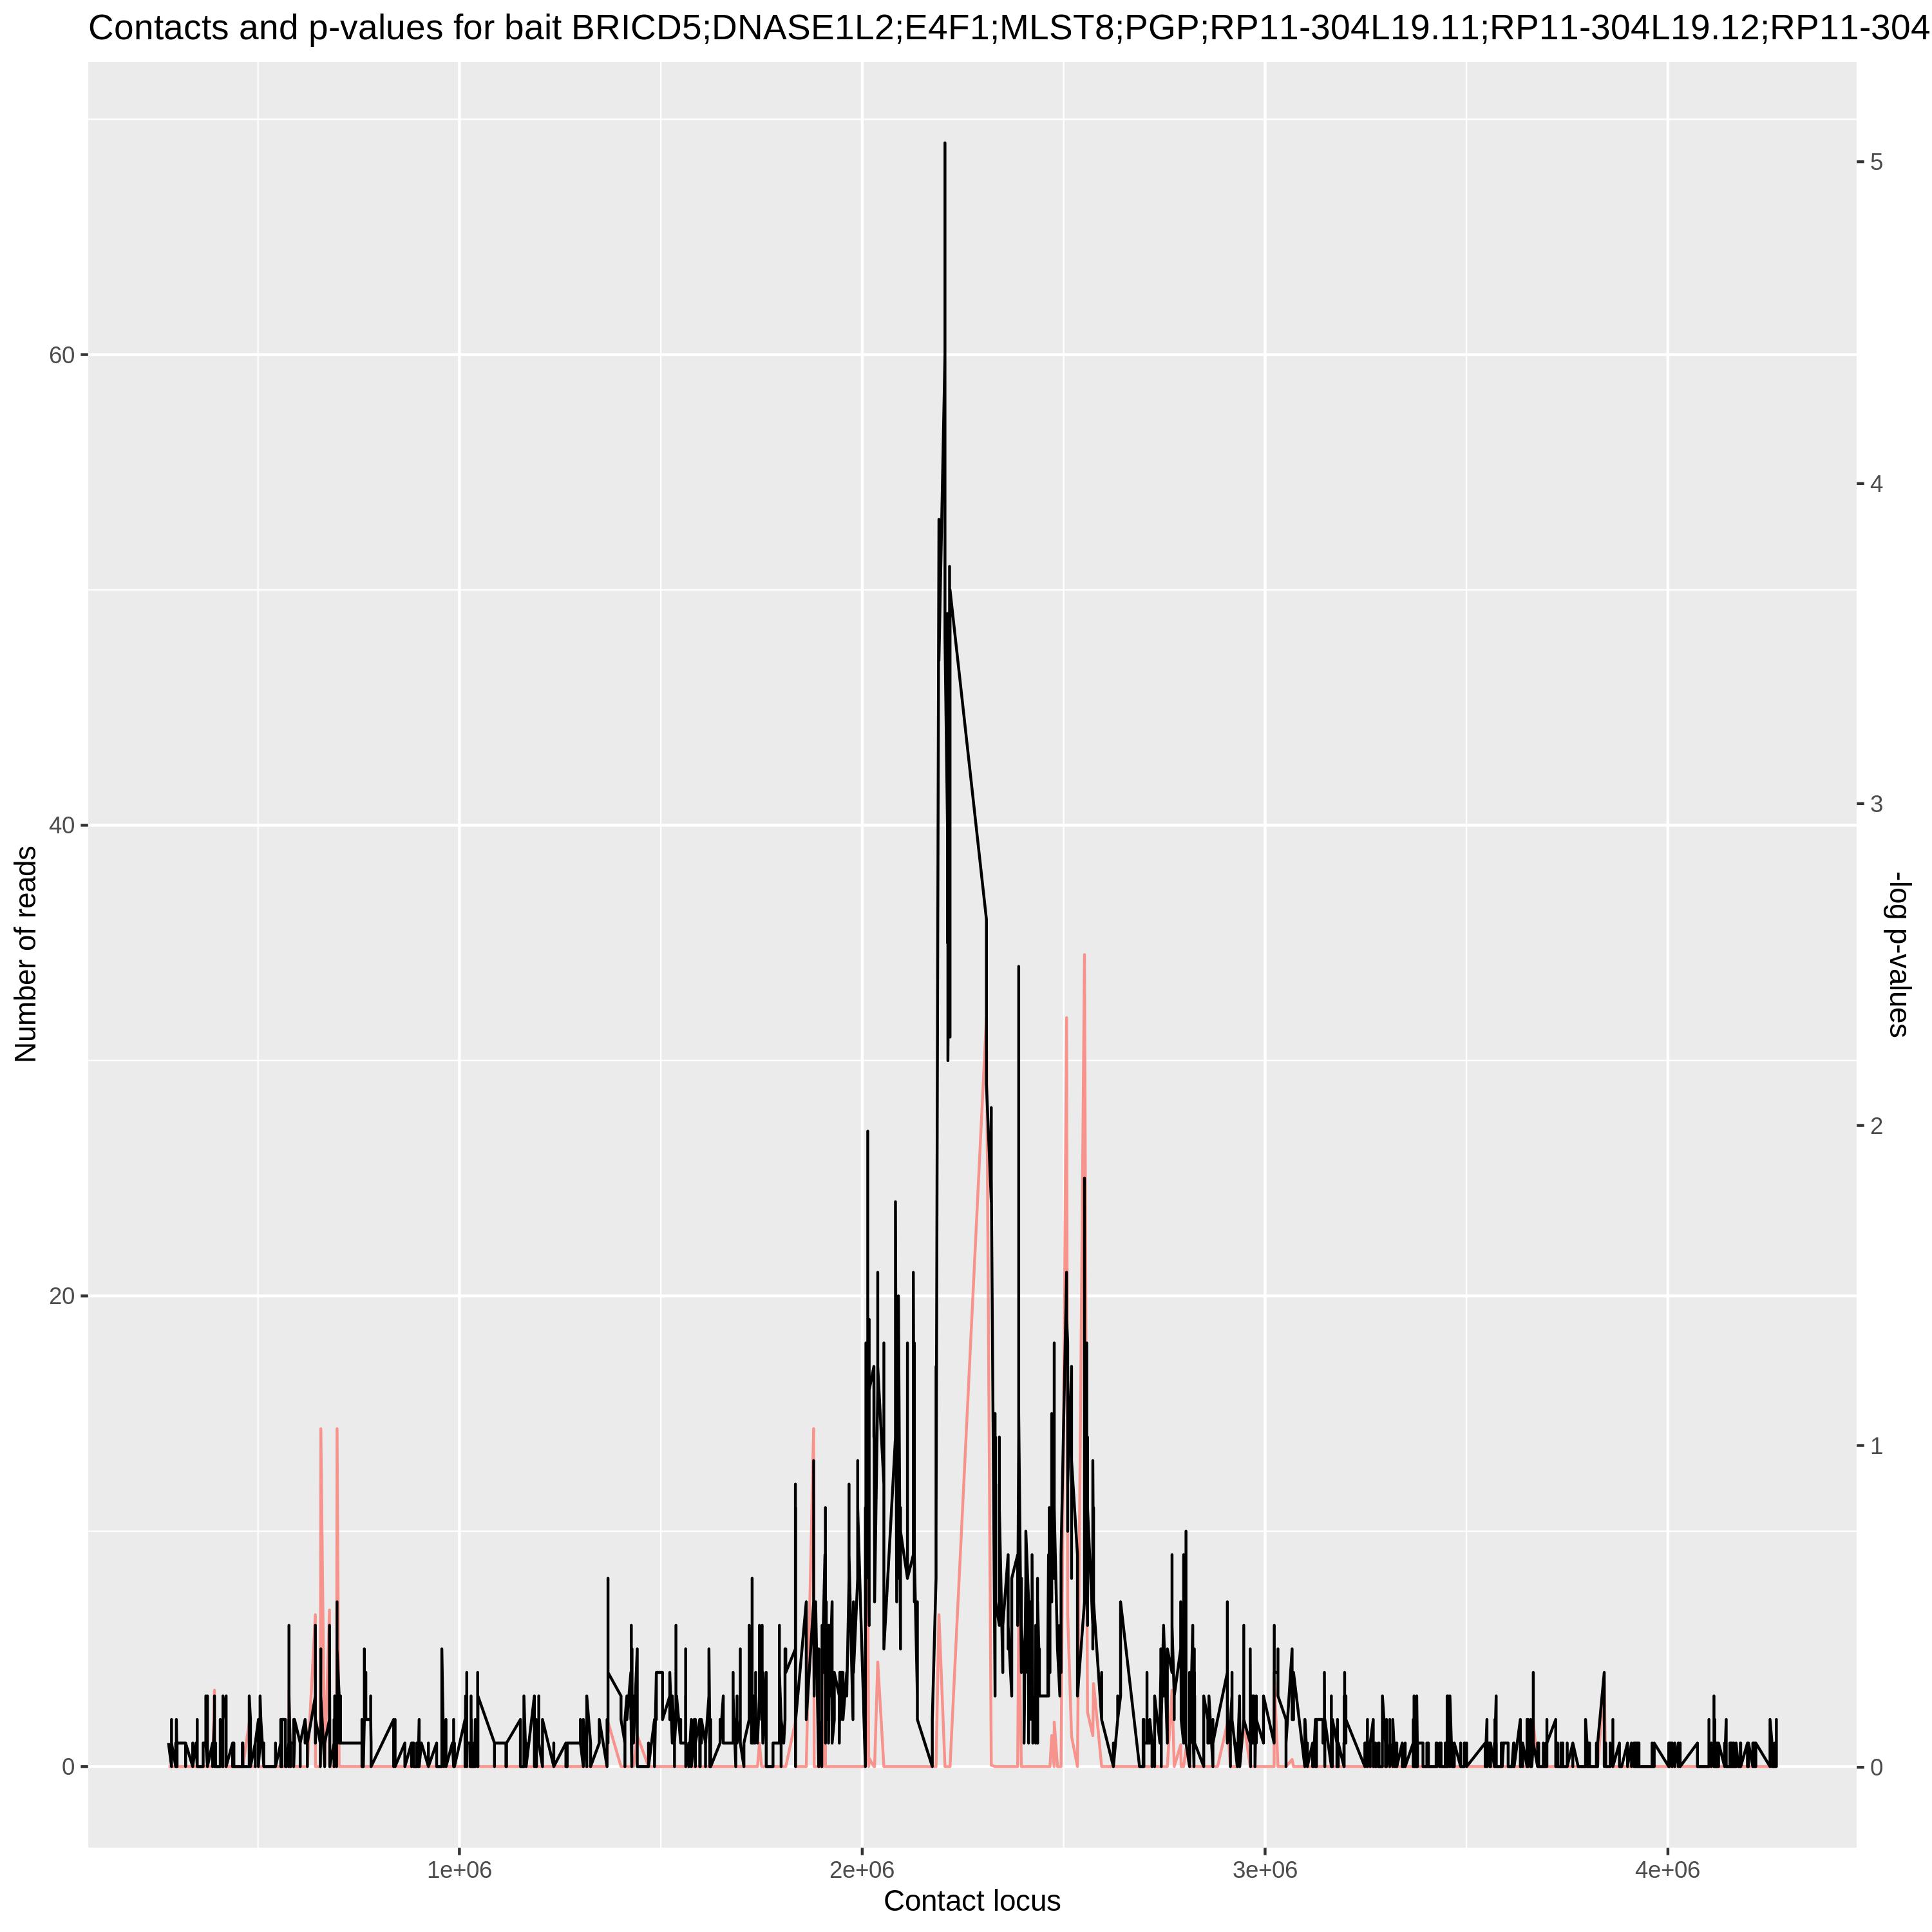 Contacts and p-values for bait BRICD5;DNASE1L2;E4F1;MLST8;PGP;RP11-304L19.11;RP11-304L19.12;RP11-304
60
40
20
0
Number of reads
5
4
3
2
1
0
-log p-values
1e+06
2e+06
3e+06
4e+06
Contact locus